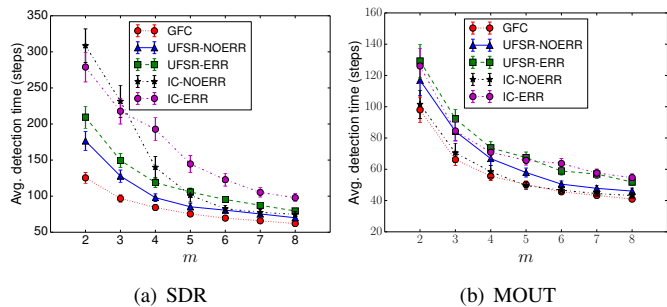 350
300
250
200
150
100
50
Avg. detection time (steps)
GFC
UFSR-NOERR
UFSR-ERR
IC-NOERR
IC-ERR
2 3 4 5 6 7 8
m
(a) SDR
160
140
120
100
80
60
40
20
Avg. detection time (steps)
GFC
UFSR-NOERR
UFSR-ERR
IC-NOERR
IC-ERR
2 3 4 5 6 7 8
m
(b) MOUT